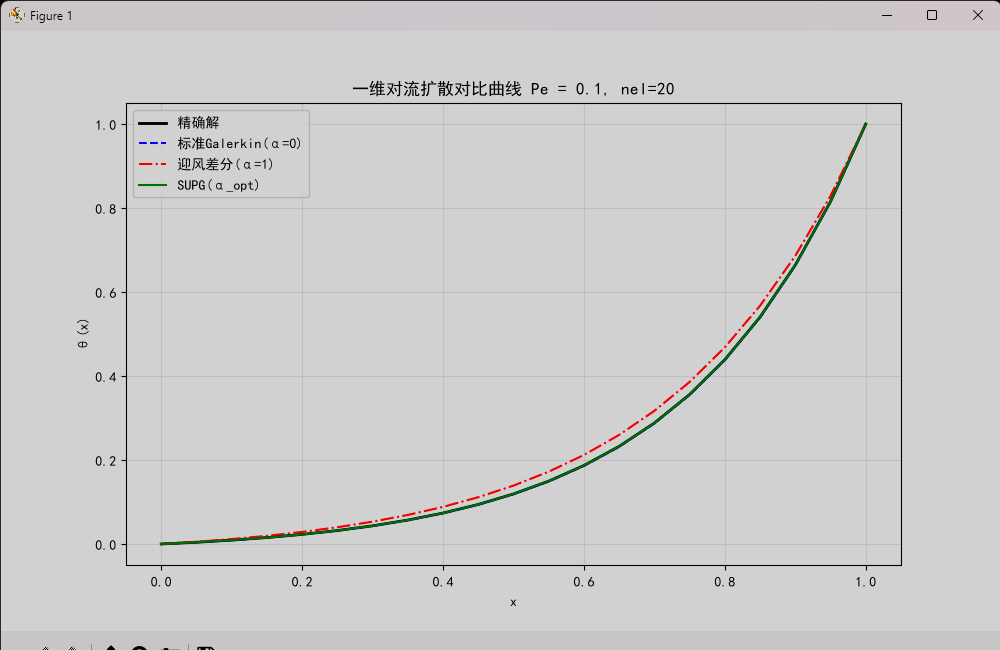 Figure 1
一维对流扩散对比曲线 Pe = 0.1, nel=20
精确解
标准Galerkin(α=0)
迎风差分(α=1)
SUPG(α_opt)
1.0
0.8
0.6
0.4
0.2
0.0
θ(x)
0.0 0.2 0.4 0.6 0.8 1.0
x